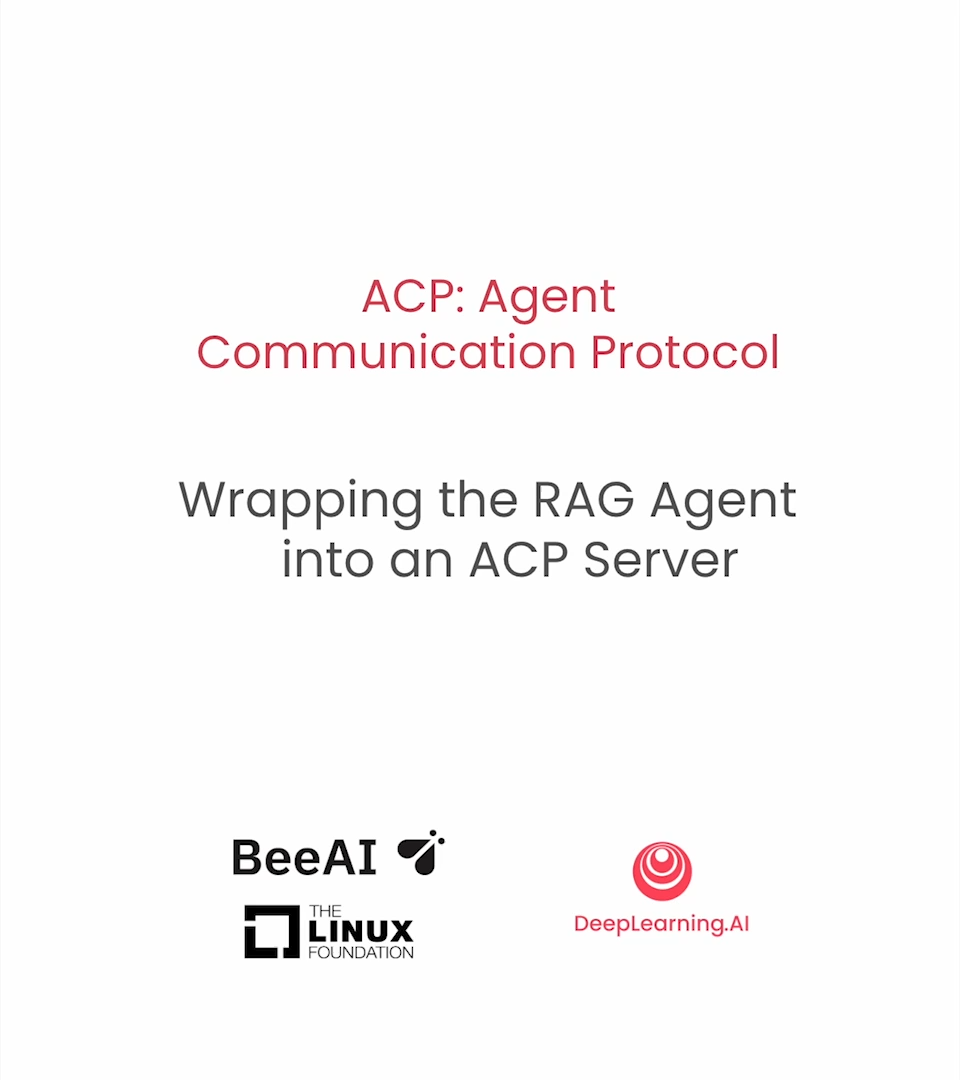 ACP: Agent
Communication Protocol
Wrapping the RAG Agent
into an ACP Server
BeeAI
THE
LINUX
FOUNDATION
DeepLearning.AI